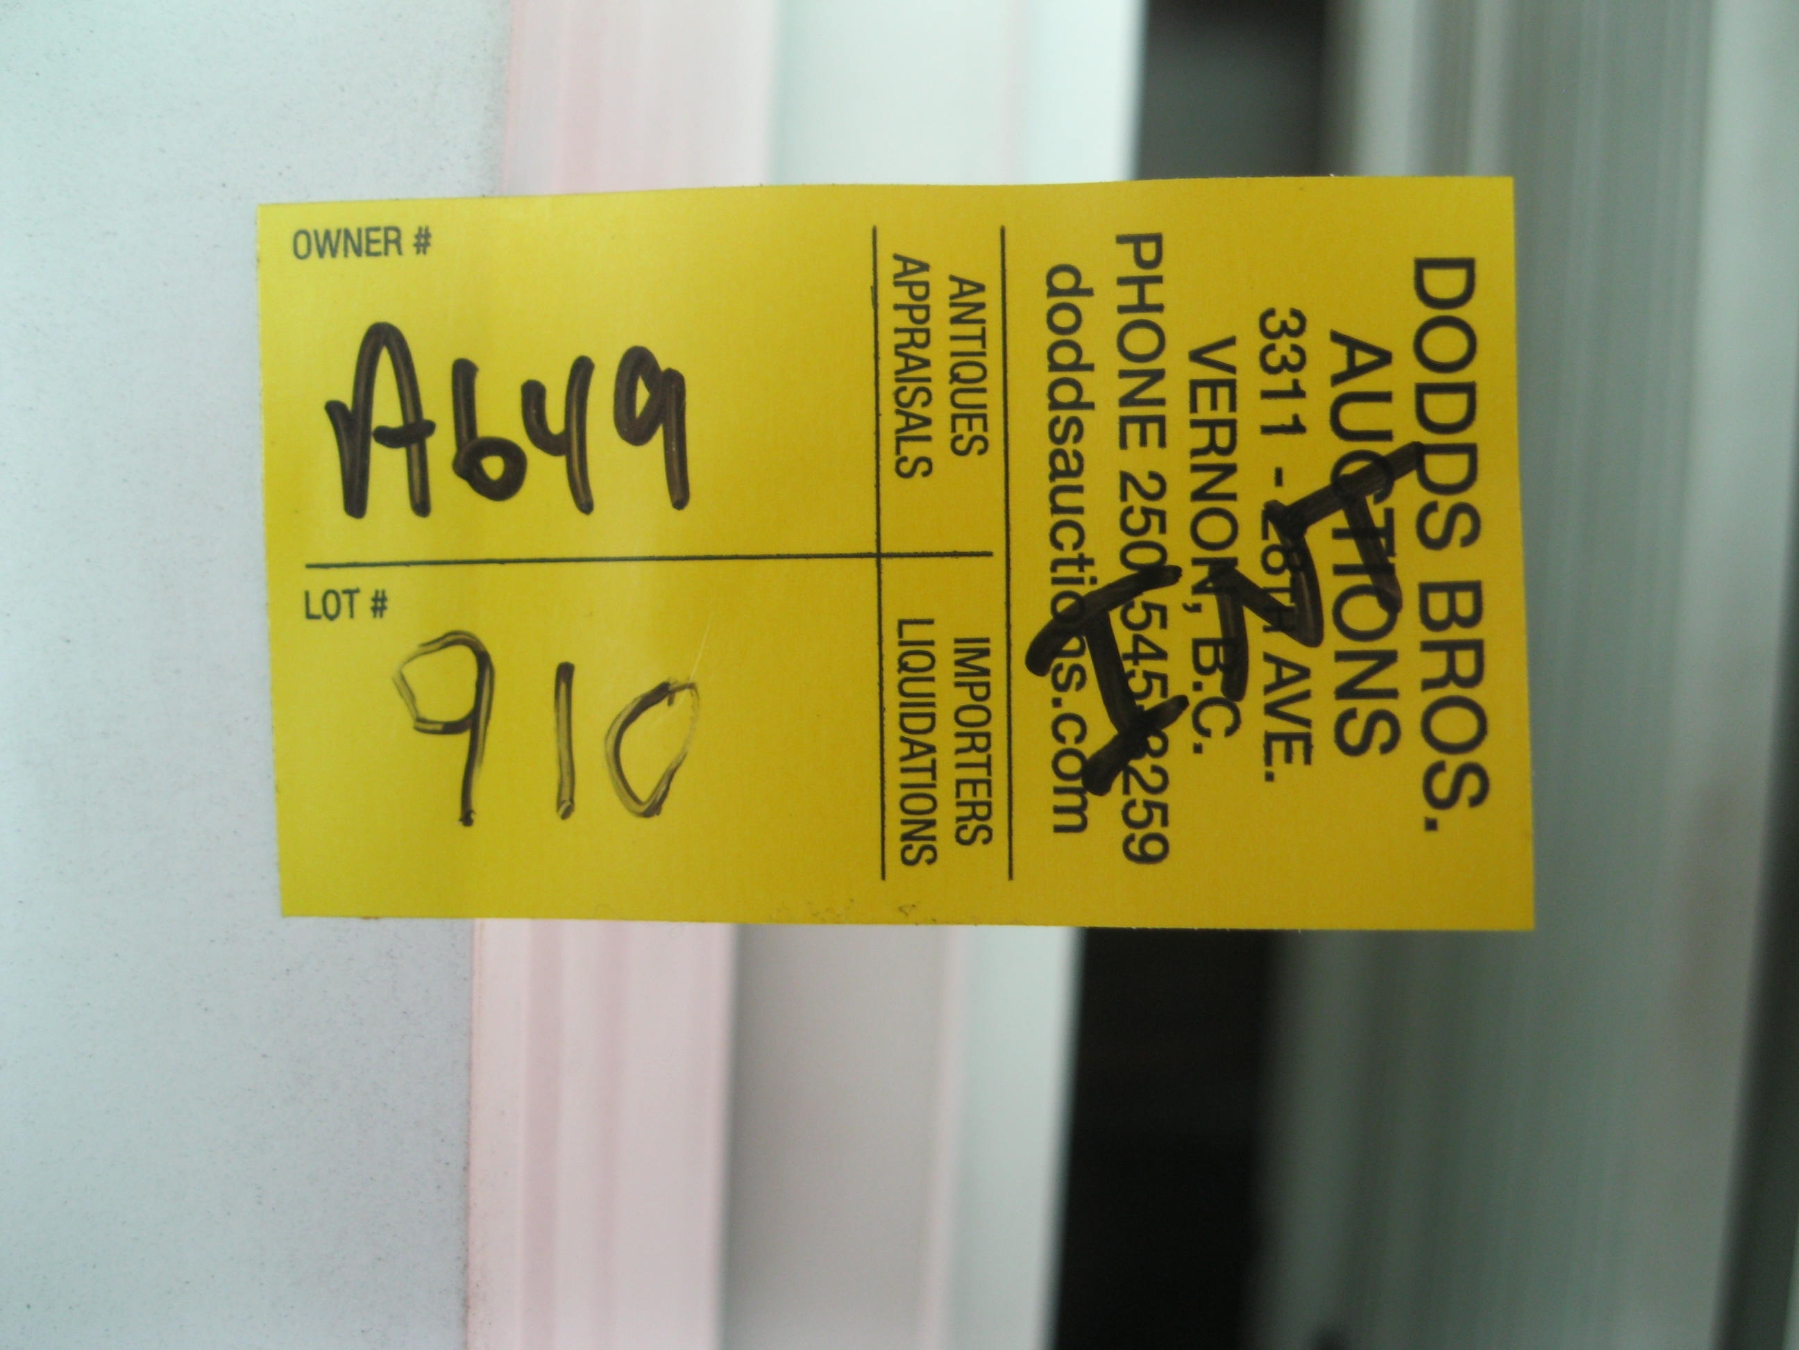 DODDS BROS.
AUCTIONS
3311 - 28TH AVE.
VERNON, B.C.
PHONE 250 545-3259
doddsauctions.com
ANTIQUES IMPORTERS
APPRAISALS LIQUIDATIONS
OWNER #
A649
LOT #
910